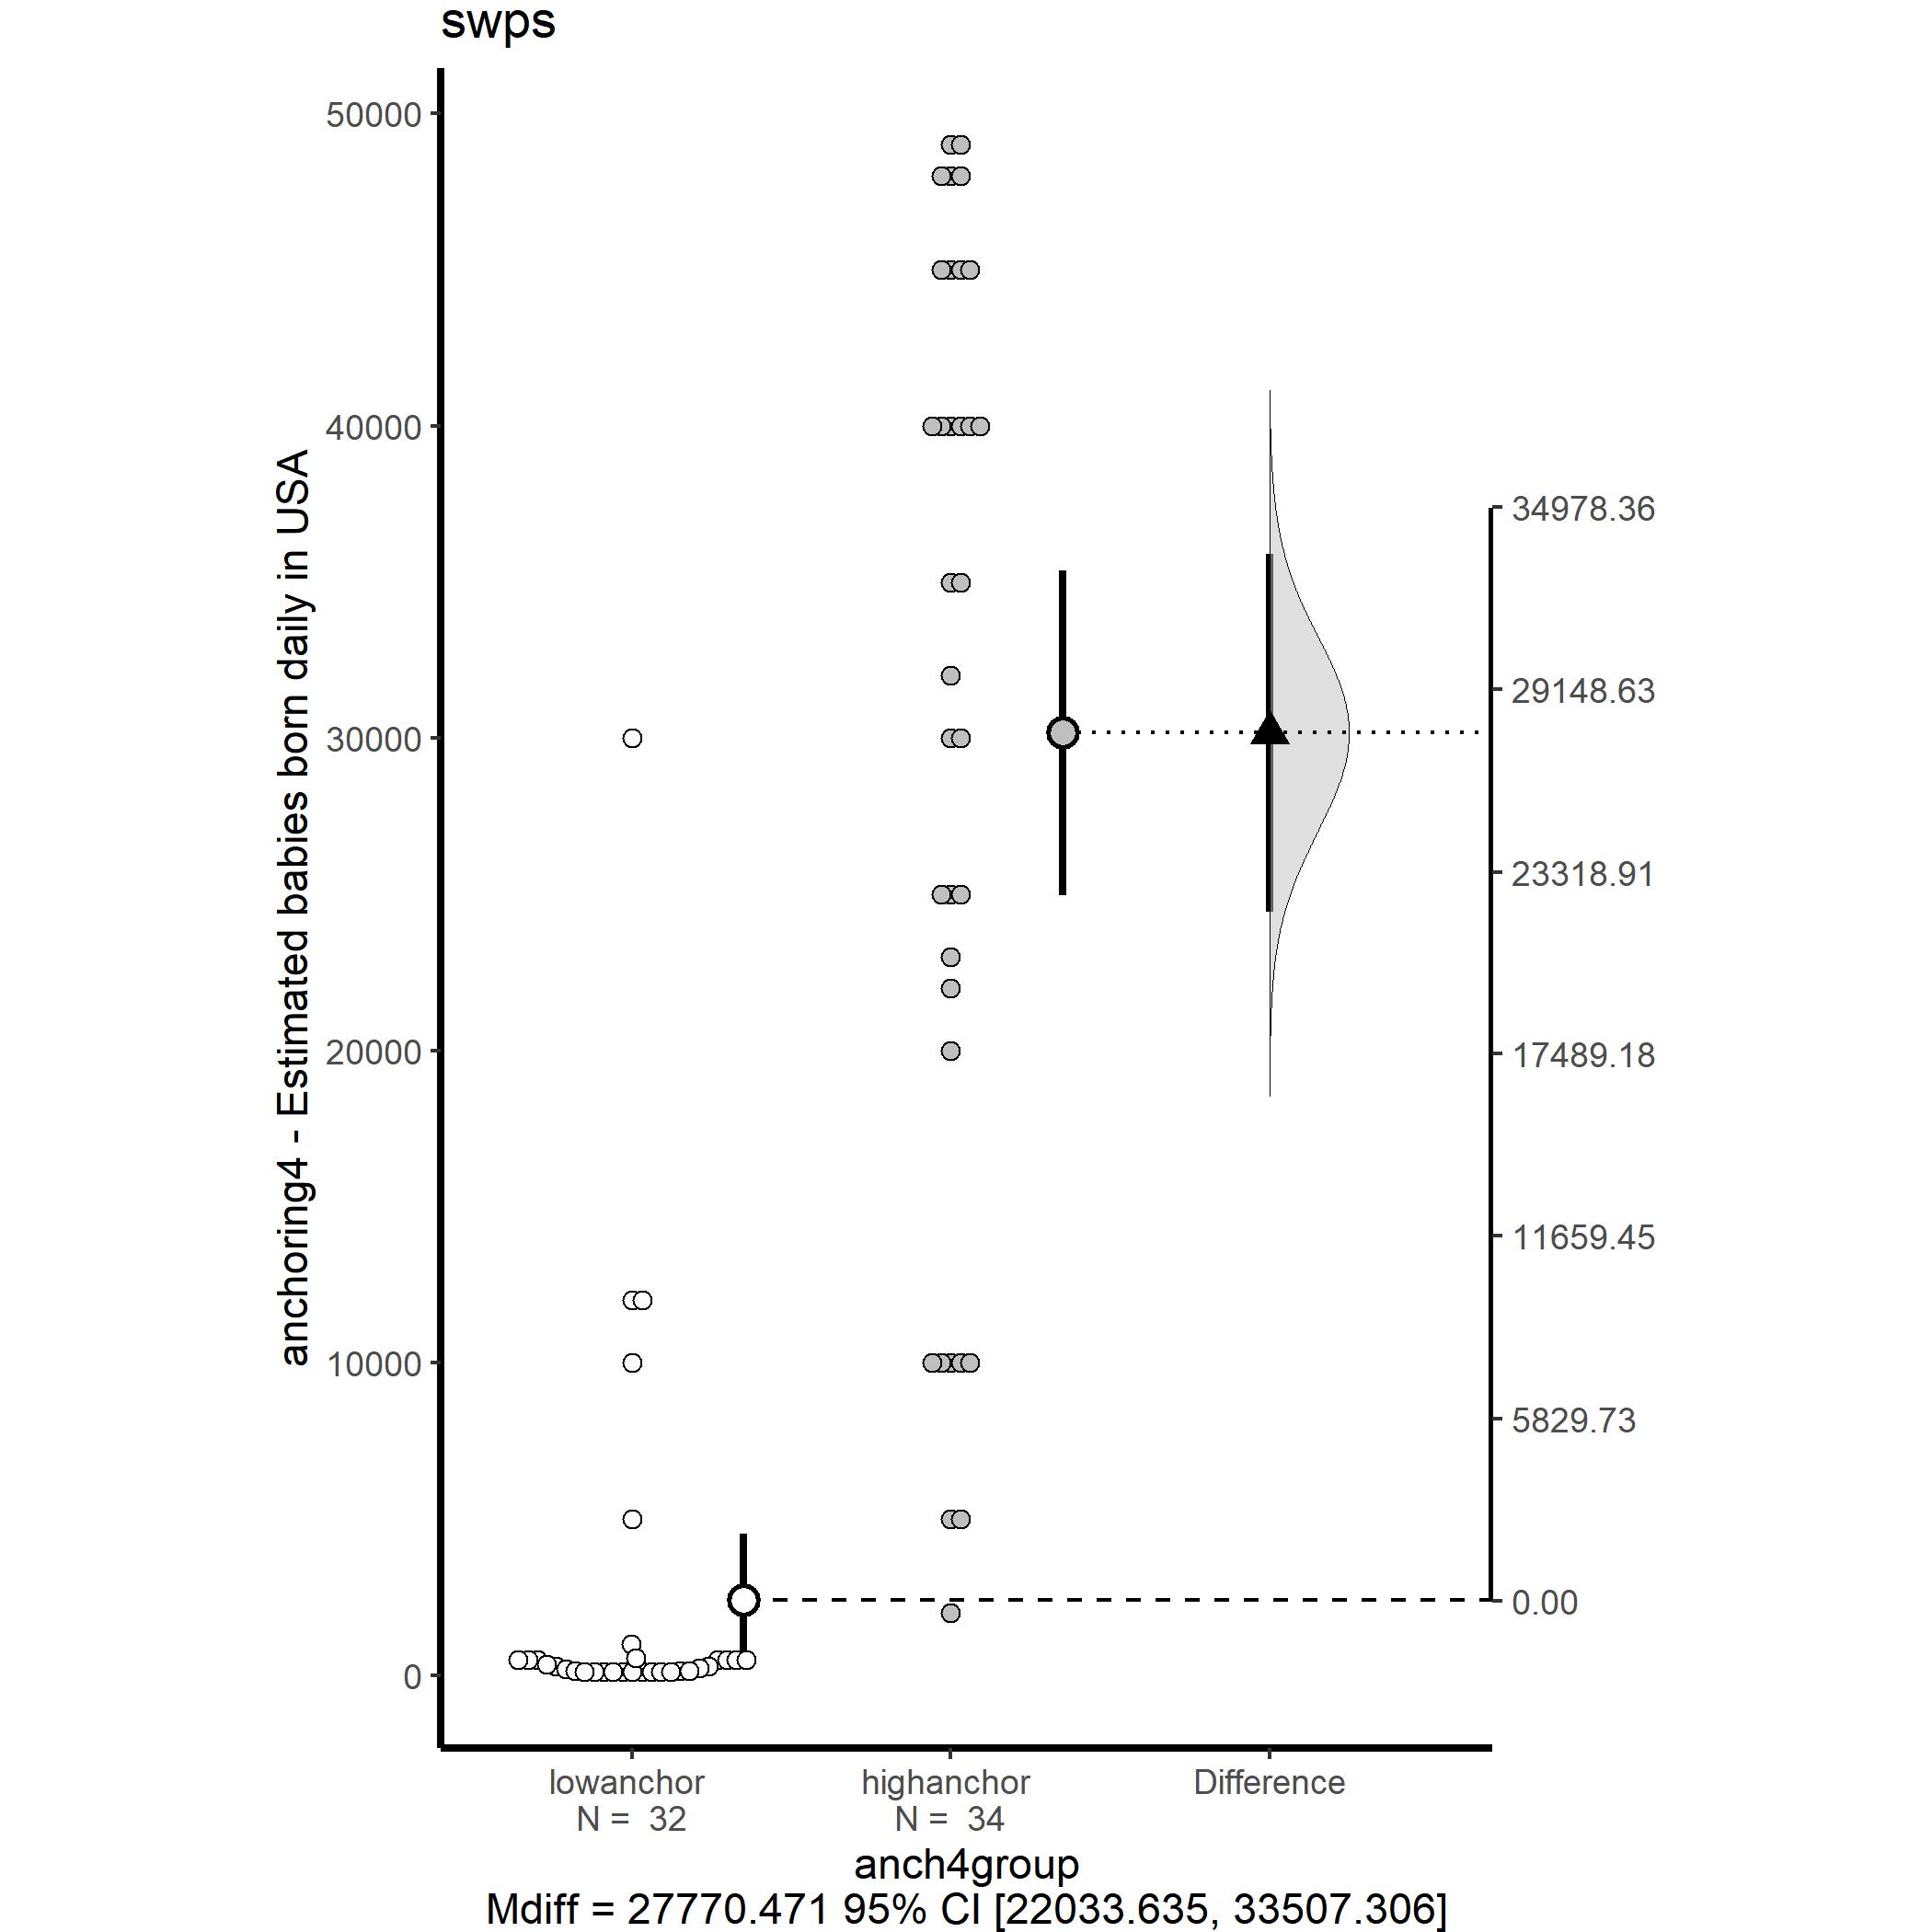 swps
anchoring4 - Estimated babies born daily in USA
50000
40000
30000
20000
10000
0
34978.36
29148.63
23318.91
17489.18
11659.45
5829.73
0.00
lowanchor
N =  32
highanchor
N =  34
Difference
anch4group
Mdiff = 27770.471 95% CI [22033.635, 33507.306]